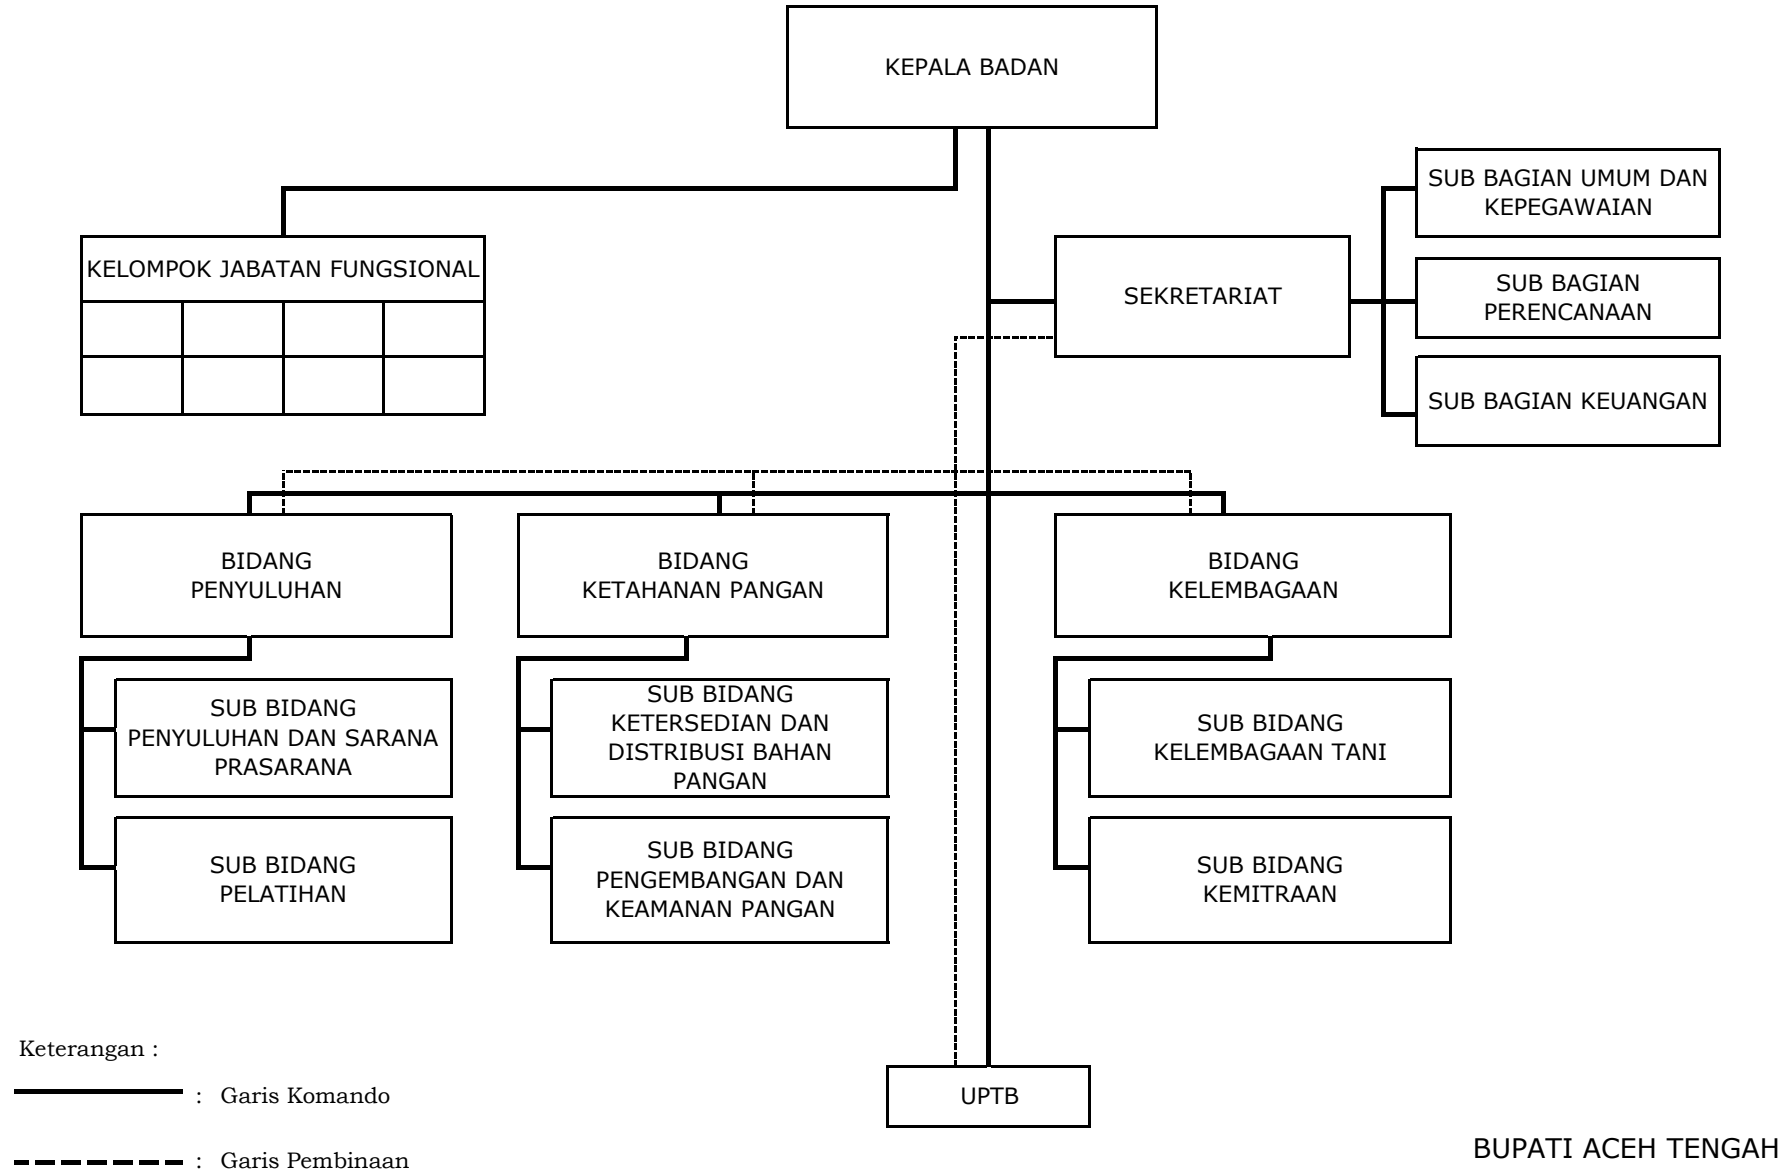 KEPALA BADAN
SUB BAGIAN UMUM DAN
KEPEGAWAIAN
KELOMPOK JABATAN FUNGSIONAL
SEKRETARIAT
SUB BAGIAN
PERENCANAAN
SUB BAGIAN KEUANGAN
BIDANG
PENYULUHAN
BIDANG
KETAHANAN PANGAN
BIDANG
KELEMBAGAAN
SUB BIDANG
PENYULUHAN DAN SARANA
PRASARANA
SUB BIDANG
KETERSEDIAN DAN
DISTRIBUSI BAHAN
PANGAN
SUB BIDANG
KELEMBAGAAN TANI
SUB BIDANG
PELATIHAN
SUB BIDANG
PENGEMBANGAN DAN
KEAMANAN PANGAN
SUB BIDANG
KEMITRAAN
UPTB
Keterangan :
: Garis Komando
: Garis Pembinaan
BUPATI ACEH TENGAH